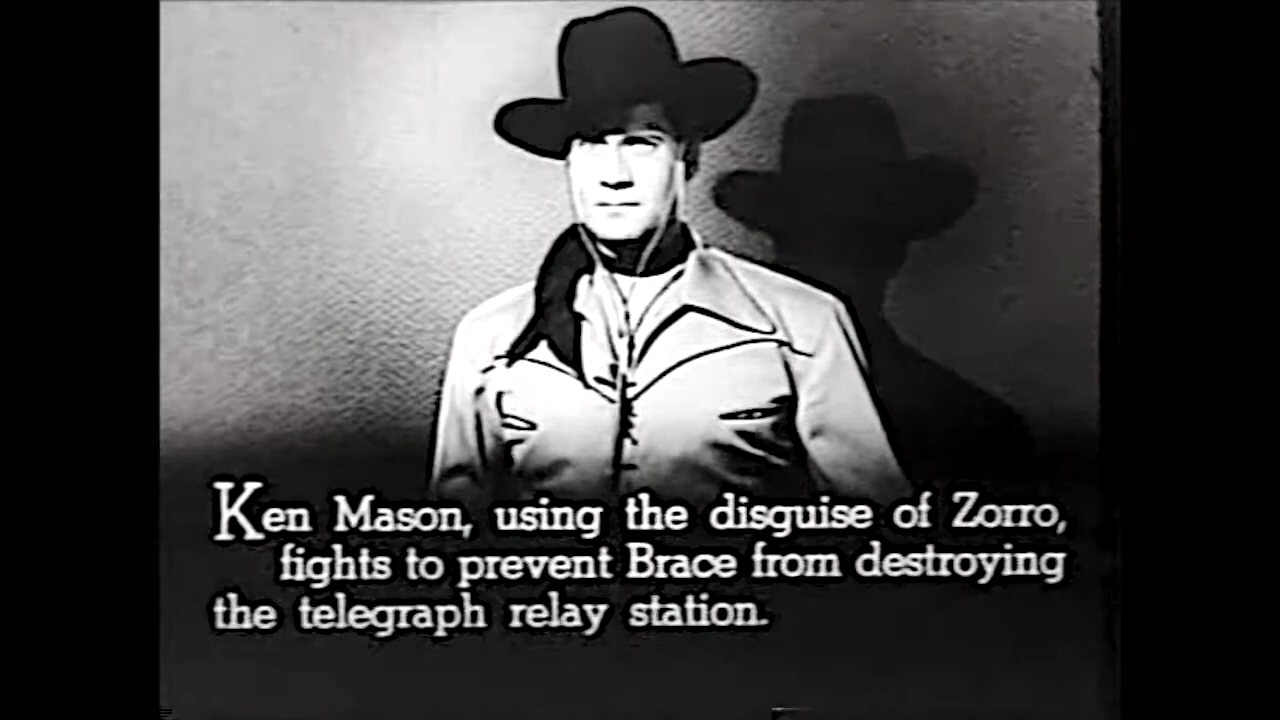 Ken Mason, using the disguise of Zorro,
fights to prevent Brace from destroying
the telegraph relay station.